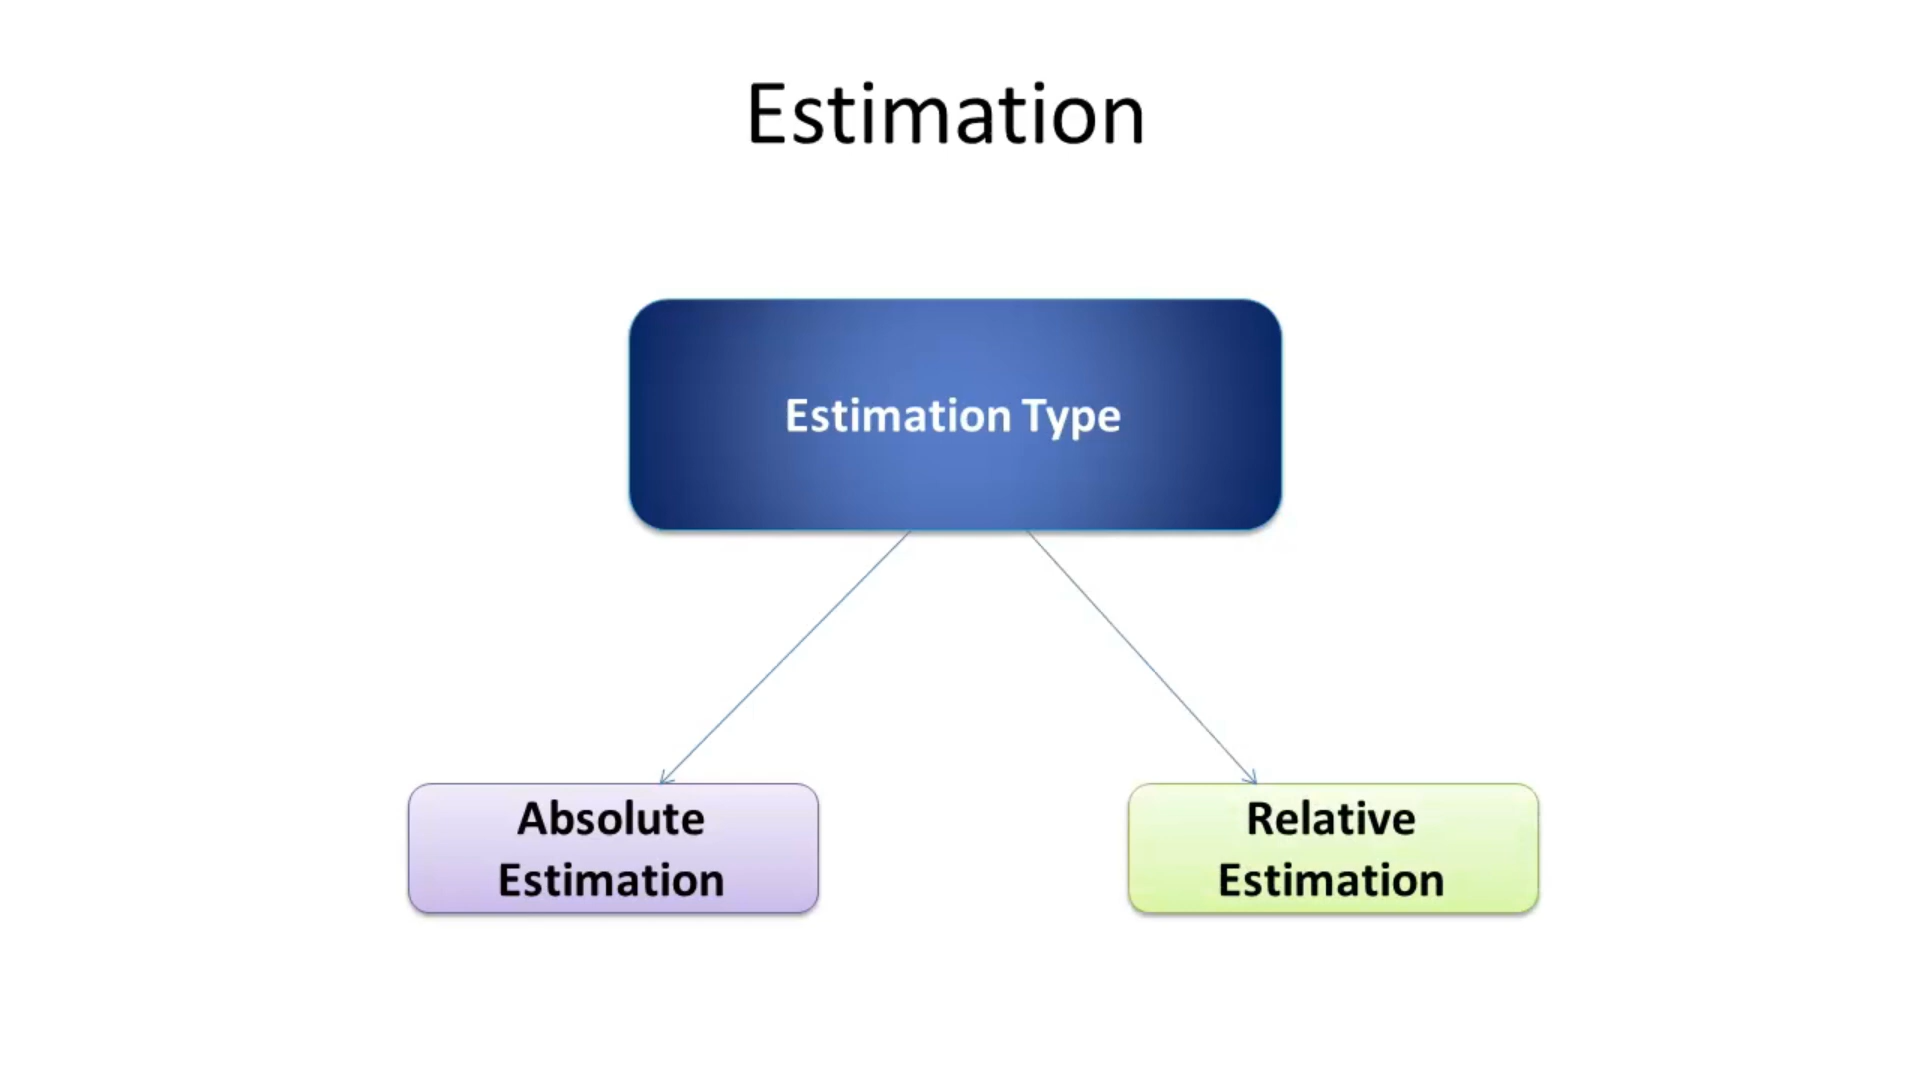 Estimation
Estimation Type
Absolute
Estimation
Relative
Estimation